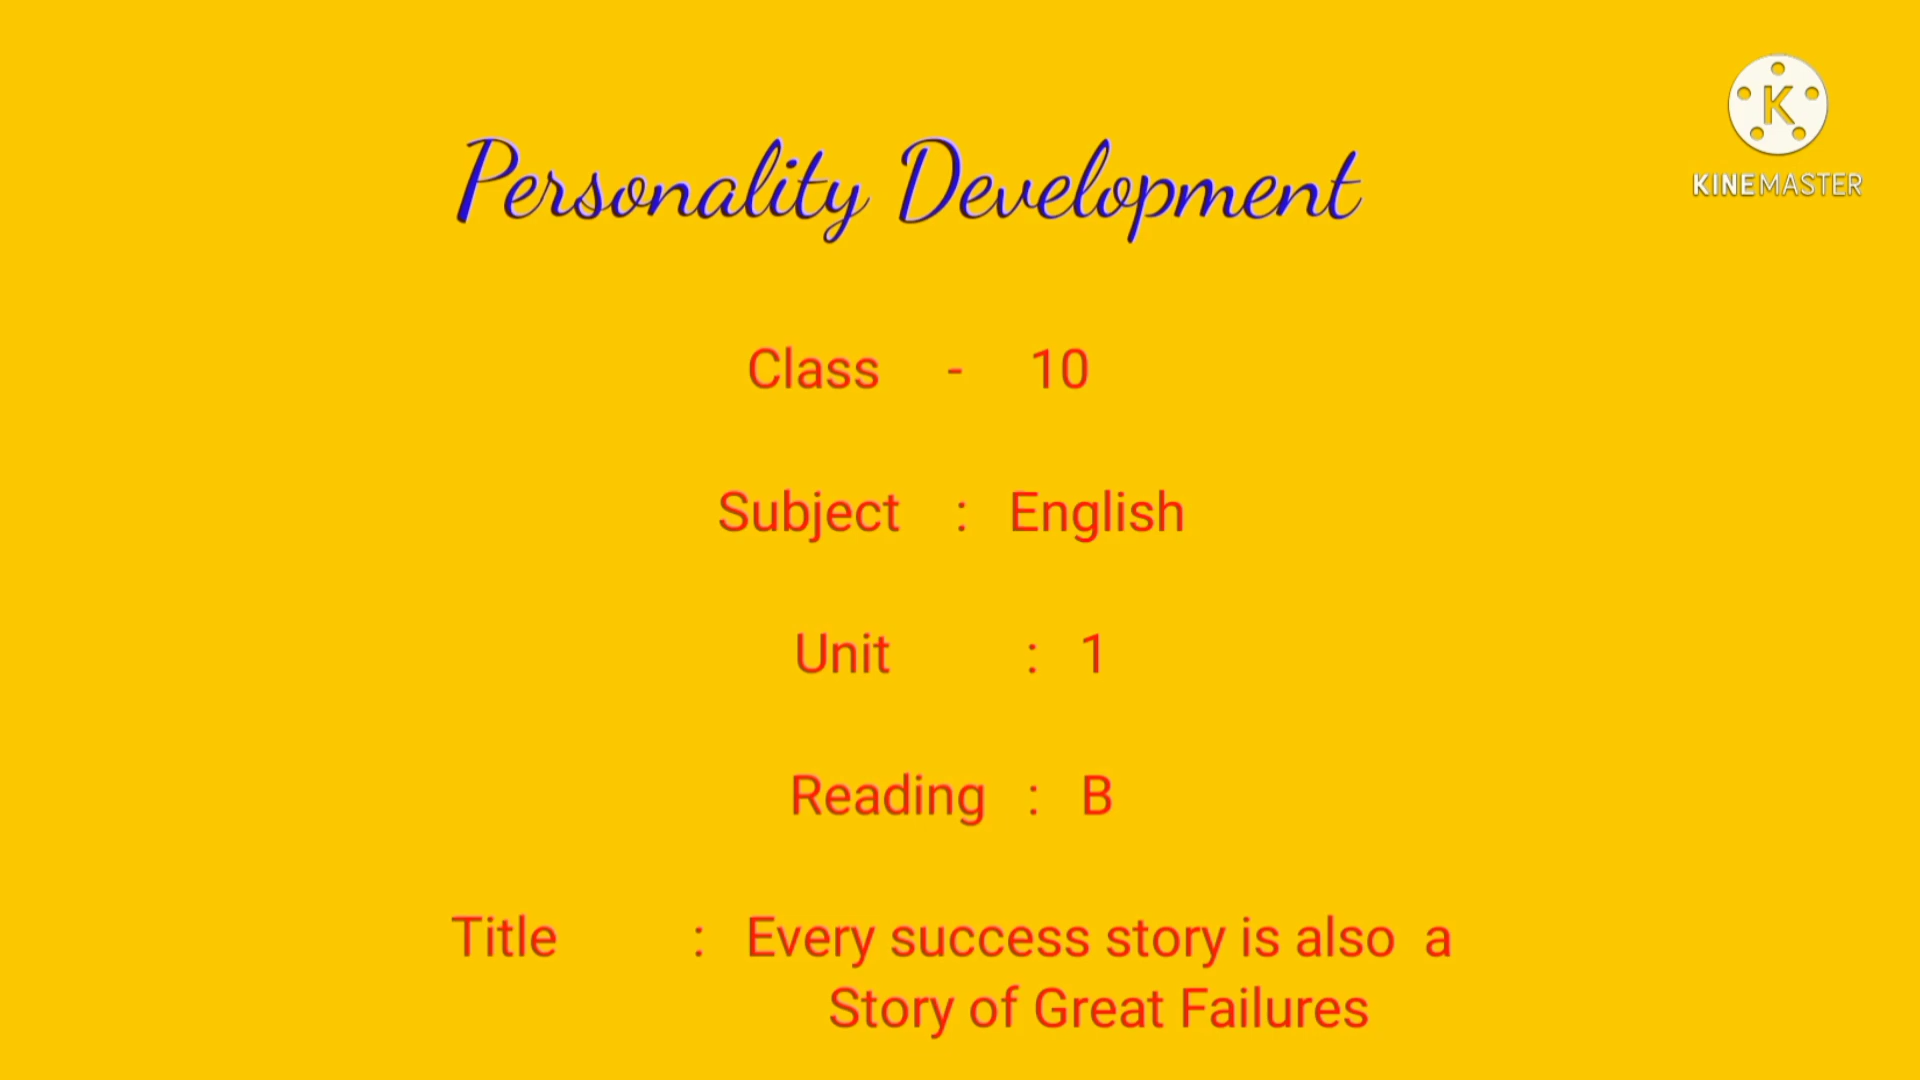 K
KINEMASTER
Personality Development
Class - 10
Subject : English
Unit : 1
Reading : B
Title : Every success story is also a
Story of Great Failures